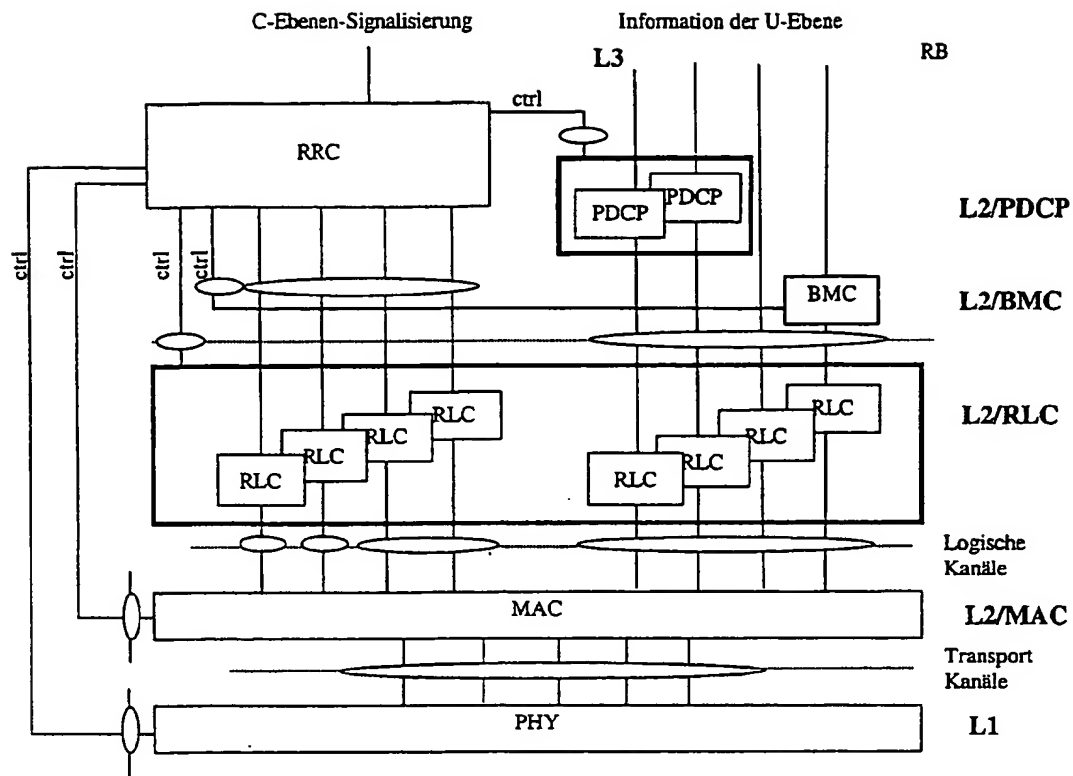 C-Ebenen-Signalisierung
Information der U-Ebene
L3
RB
ctrl
RRC
PDCP
PDCP
L2/PDCP
ctrl
ctrl
ctrl
ctrl
BMC
L2/BMC
RLC
RLC
RLC
RLC
RLC
RLC
RLC
RLC
L2/RLC
Logische
Kanäle
MAC
L2/MAC
Transport
Kanäle
PHY
L1